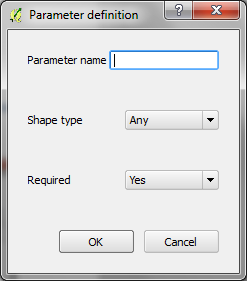 Parameter definition
Parameter name
Shape type Any
Required Yes
OK Cancel